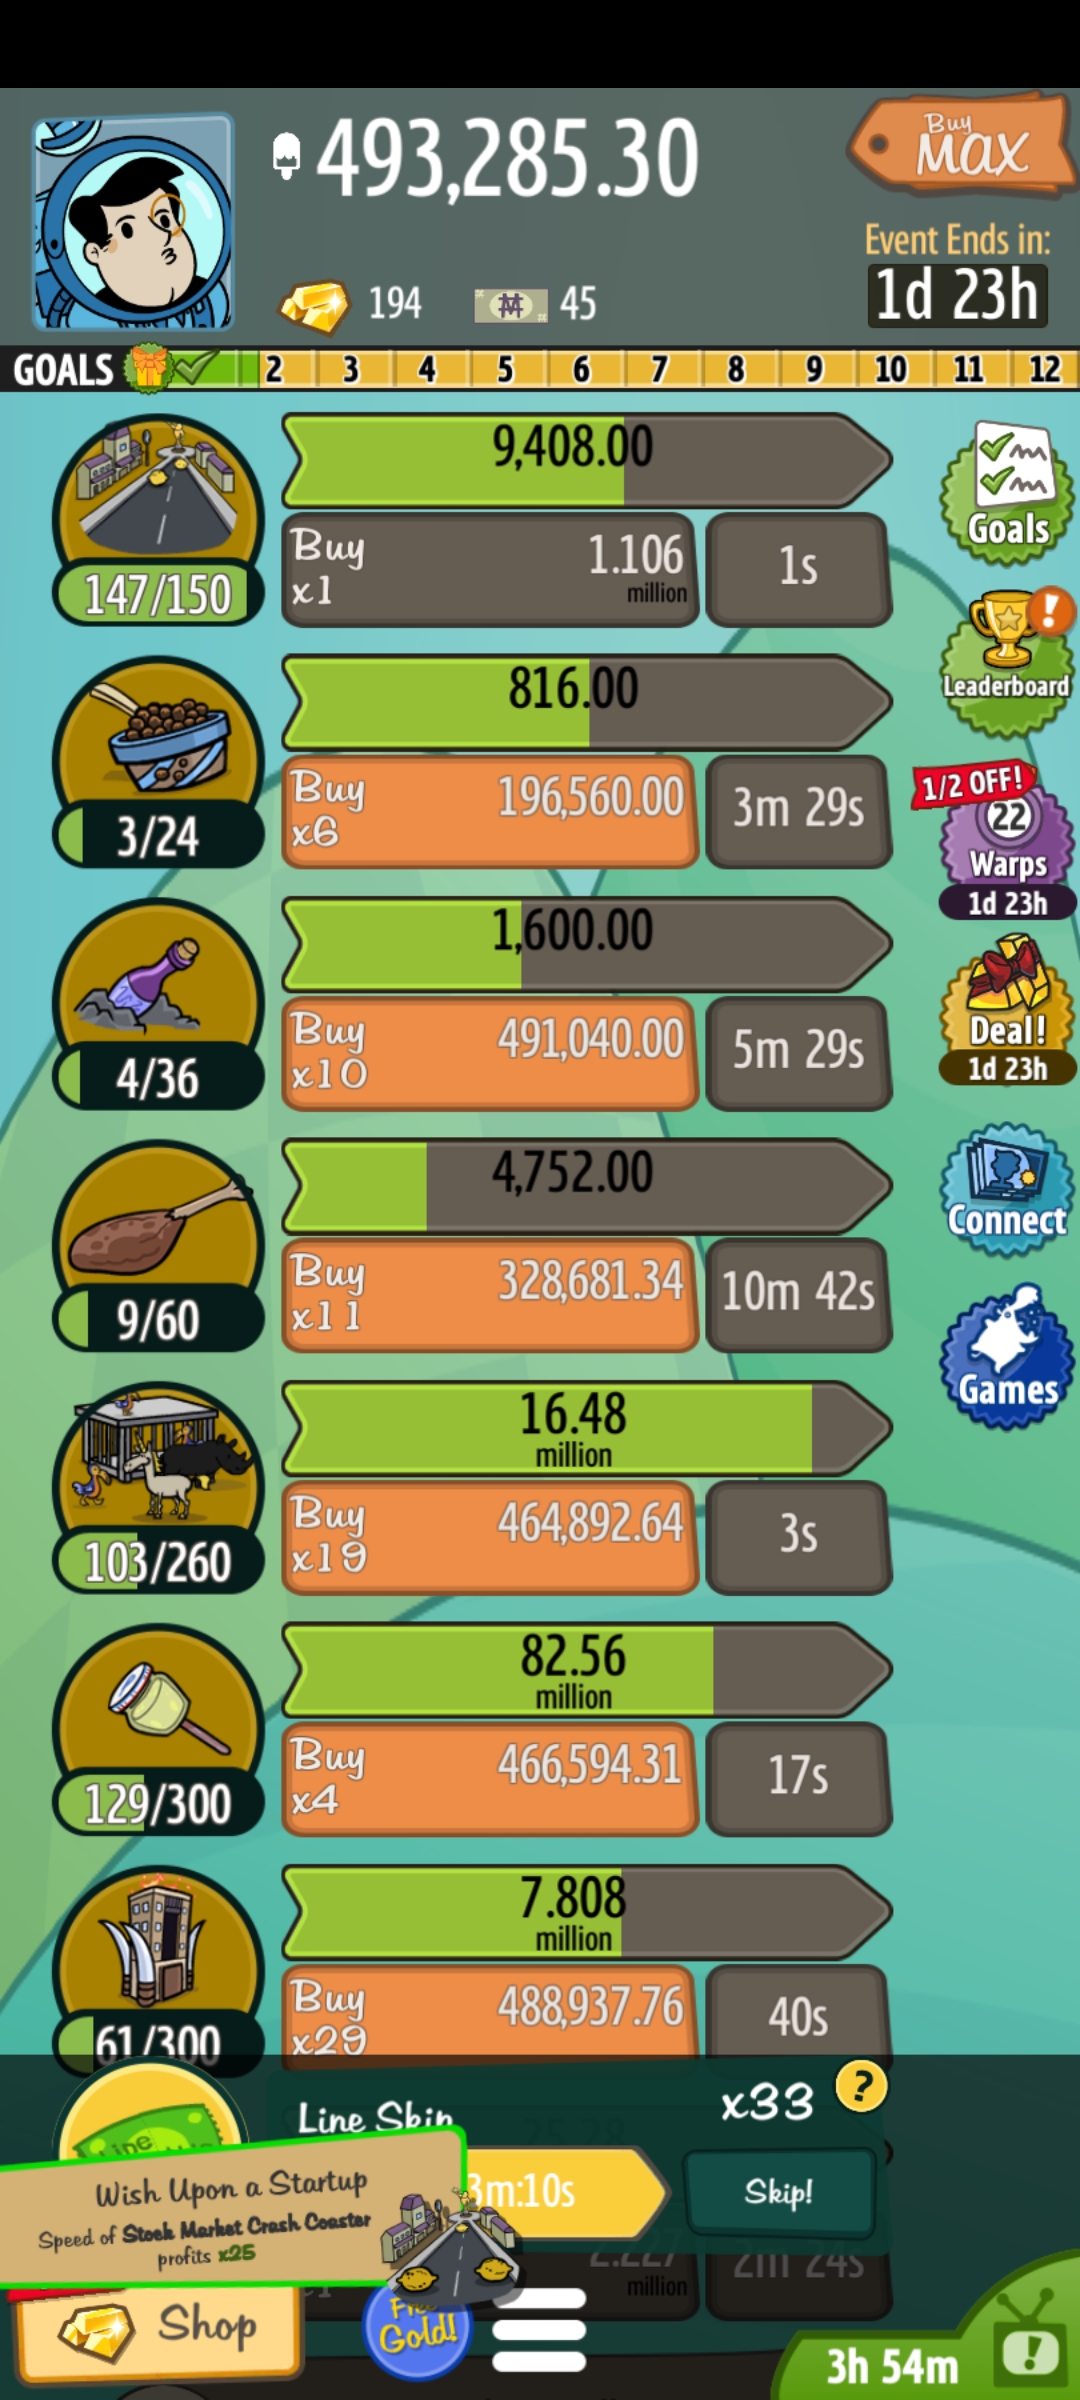 493,285.30
Buy
MAX
194
45
Event Ends in:
1d 23h
GOALS
2 3 4 5 6 7 8 9 10 11 12
9,408.00
147/150
Buy
x1
1.106
million
1s
Goals
816.00
3/24
Buy
x6
196,560.00
3m 29s
Leaderboard
1/2 OFF!
22
Warps
1d 23h
1,600.00
4/36
Buy
x10
491,040.00
5m 29s
Deal!
1d 23h
4,752.00
9/60
Buy
x11
328,681.34
10m 42s
Connect
Games
16.48
million
103/260
Buy
x19
464,892.64
3s
82.56
million
129/300
Buy
x4
466,594.31
17s
7.808
million
61/300
Buy
x29
488,937.76
40s
Line Skip
x33
?
25.28
3m:10s
Skip!
Wish Upon a Startup
Speed of Stock Market Crash Coaster
profits x25
2.227
million
2m 24s
Shop
Free
Gold!
3h 54m